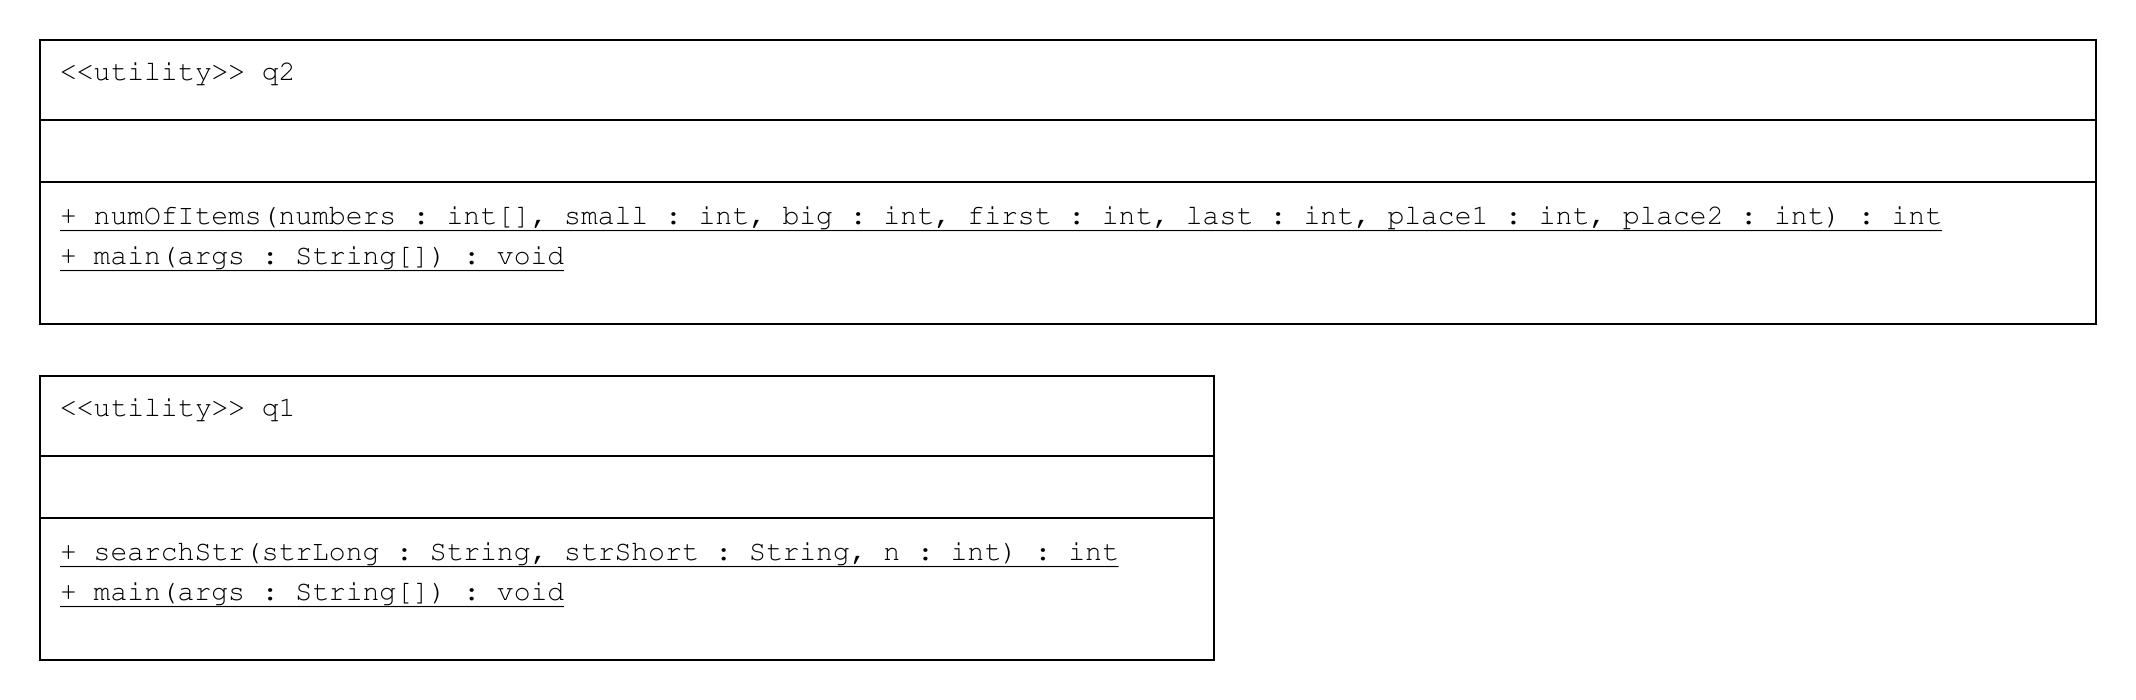 <<utility>> q2
+ numOfItems(numbers : int[], small : int, big : int, first : int, last : int, place1 : int, place2 : int) : int
+ main(args : String[]) : void
<<utility>> q1
+ searchStr(strLong : String, strShort : String, n : int) : int
+ main(args : String[]) : void